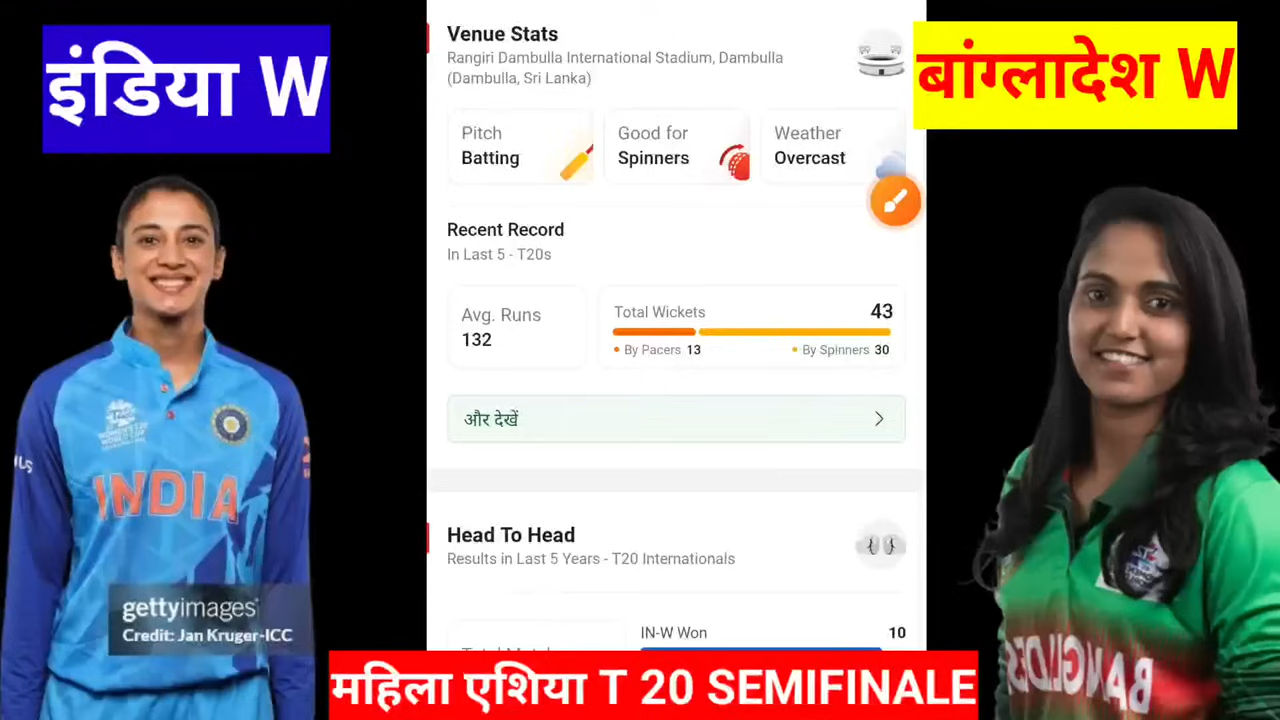 इंडिया W
बांग्लादेश W
Venue Stats
Rangiri Dambulla International Stadium, Dambulla
(Dambulla, Sri Lanka)
Pitch
Batting
Good for
Spinners
Weather
Overcast
Recent Record
In Last 5 - T20s
Avg. Runs
132
Total Wickets 43
By Pacers 13 By Spinners 30
और देखें
Head To Head
Results in Last 5 Years - T20 Internationals
IN-W Won 10
INDIA
gettyimages
Credit: Jan Kruger-ICC
महिला एशिया T 20 SEMIFINALE